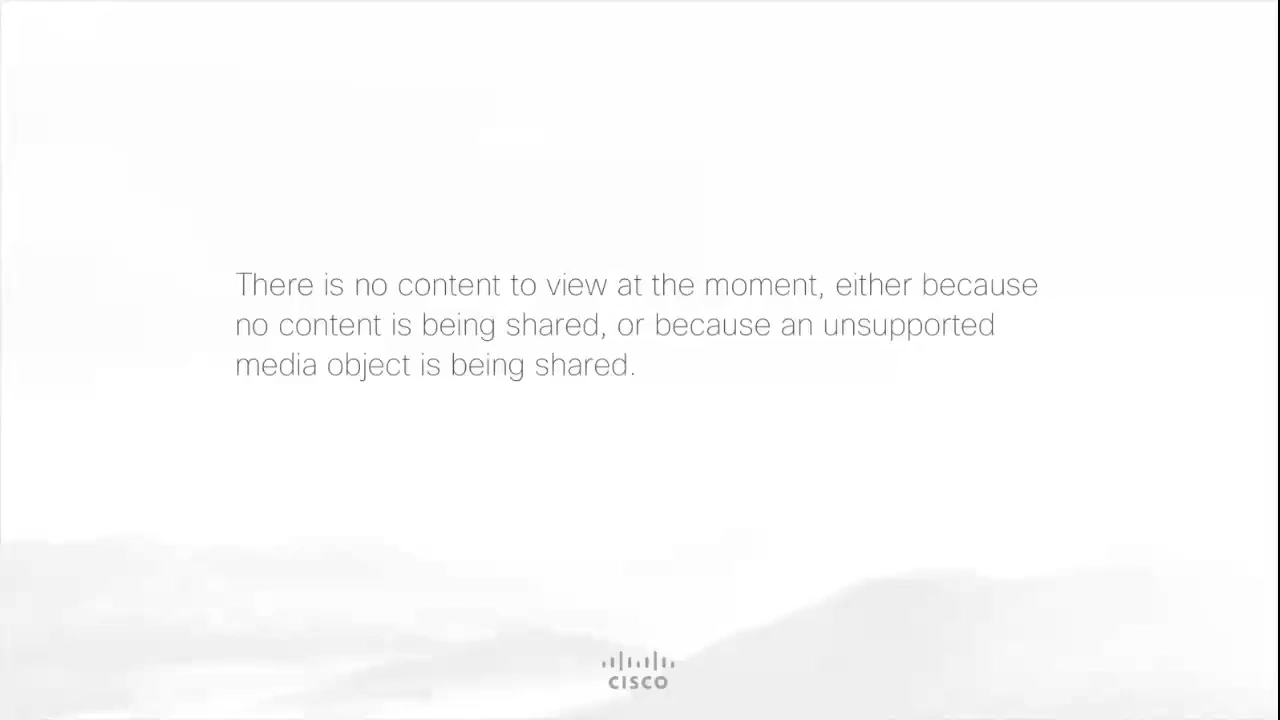 There is no content to view at the moment, either because
no content is being shared, or because an unsupported
media object is being shared.
CISCO